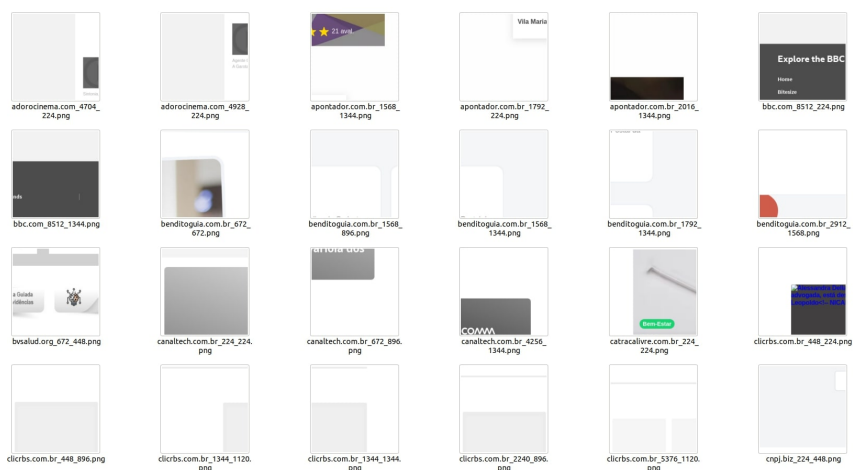 21 aval
Vila Maria
Explore the BBC
Home
Bitesize
adorocinema.com_4704_
224.png
adorocinema.com_4928_
224.png
apontador.com.br_1568_
1344.png
apontador.com.br_1792_
224.png
apontador.com.br_2016_
1344.png
bbc.com_8512_224.png
nds
bbc.com_8512_1344.png
benditoguia.com.br_672_
672.png
benditoguia.com.br_1568_
896.png
benditoguia.com.br_1568_
1344.png
benditoguia.com.br_1792_
1344.png
benditoguia.com.br_2912_
1568.png
a Guiada
vidências
COMM
Bem-Estar
bvsalud.org_672_448.png
canaltech.com.br_224_224.
png
canaltech.com.br_672_896.
png
canaltech.com.br_4256_
1344.png
catracalivre.com.br_224_
224.png
clicrbs.com.br_448_224.png
clicrbs.com.br_448_896.png
clicrbs.com.br_1344_1120.
png
clicrbs.com.br_1344_1344.
png
clicrbs.com.br_2240_896.
png
clicrbs.com.br_5376_1120.
png
cnpj.biz_224_448.png